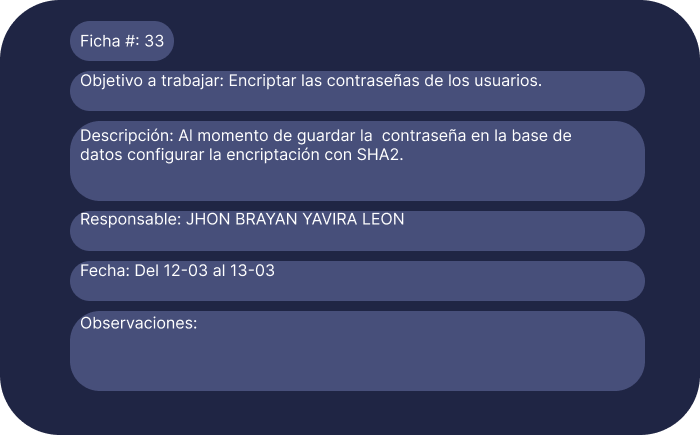 Ficha #: 33
Objetivo a trabajar: Encriptar las contraseñas de los usuarios.
Descripción: Al momento de guardar la  contraseña en la base de
datos configurar la encriptación con SHA2.
Responsable: JHON BRAYAN YAVIRA LEON
Fecha: Del 12-03 al 13-03
Observaciones: